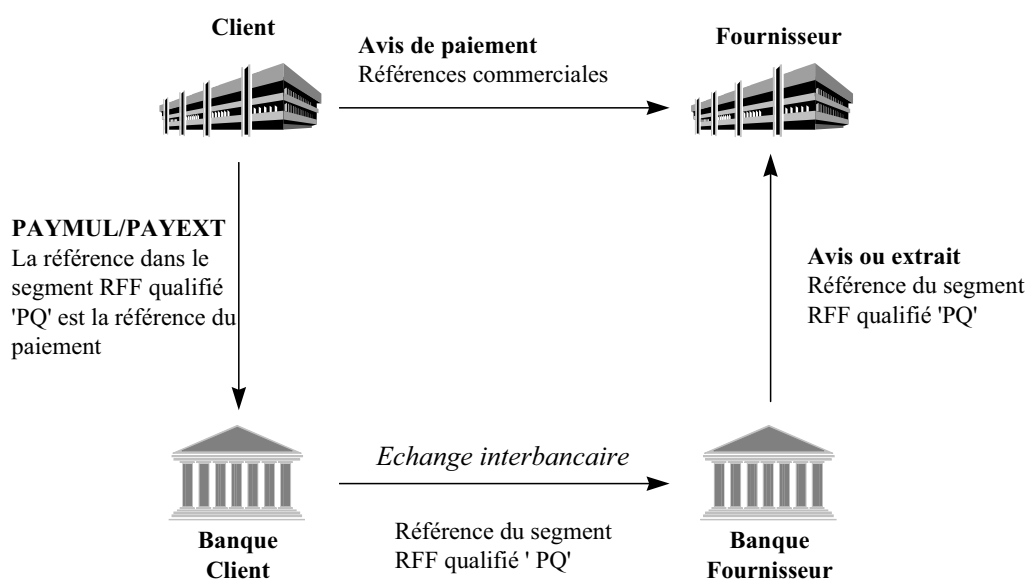 Client
Avis de paiement
Références commerciales
Fournisseur
PAYMUL/PAYEXT
La référence dans le
segment RFF qualifié
'PQ' est la référence du
paiement
Avis ou extrait
Référence du segment
RFF qualifié 'PQ'
Echange interbancaire
Référence du segment
RFF qualifié ' PQ'
Banque
Client
Banque
Fournisseur